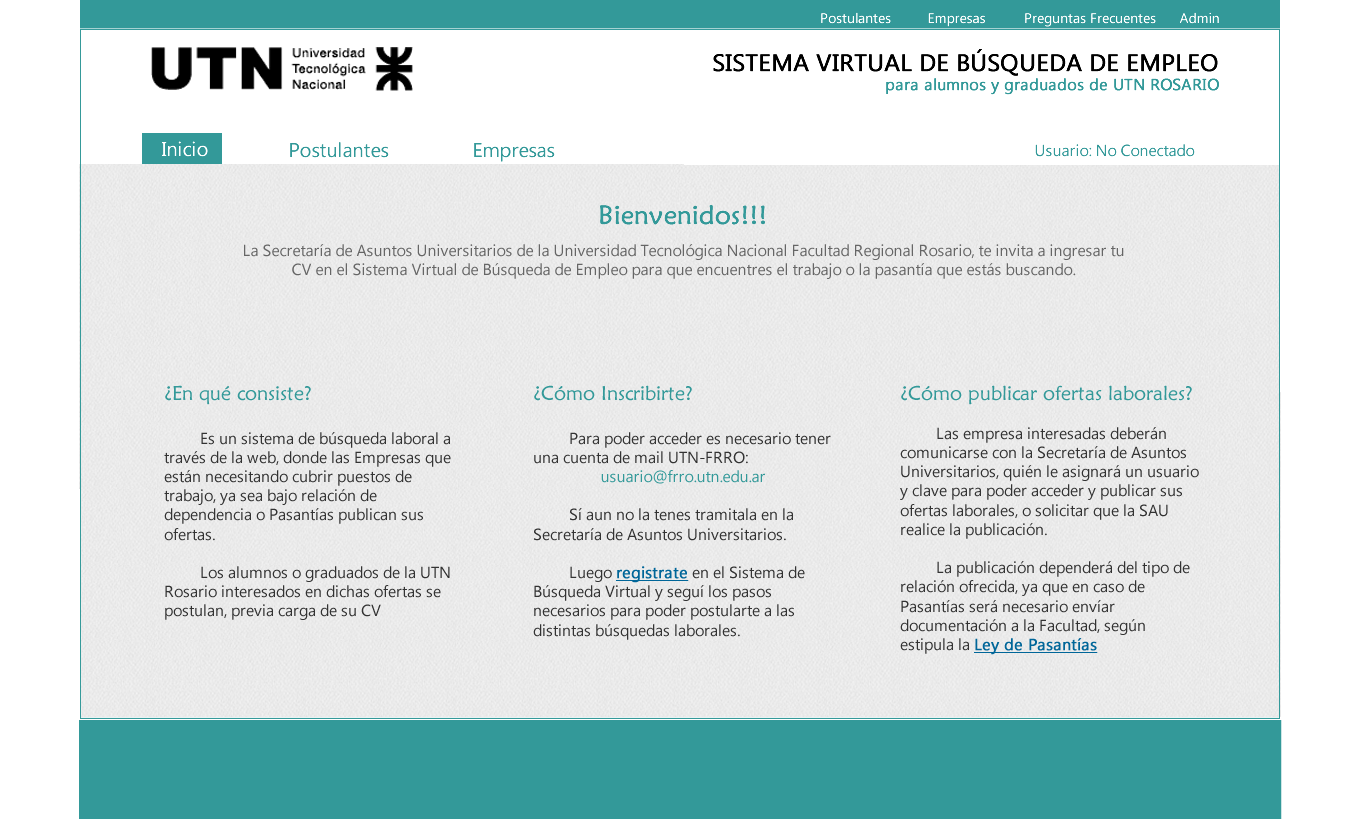 Postulantes Empresas Preguntas Frecuentes Admin
UTN Universidad
Tecnológica
Nacional
SISTEMA VIRTUAL DE BÚSQUEDA DE EMPLEO
para alumnos y graduados de UTN ROSARIO
Inicio Postulantes Empresas Usuario: No Conectado
Bienvenidos!!!
La Secretaría de Asuntos Universitarios de la Universidad Tecnológica Nacional Facultad Regional Rosario, te invita a ingresar tu
CV en el Sistema Virtual de Búsqueda de Empleo para que encuentres el trabajo o la pasantía que estás buscando.
¿En qué consiste?
Es un sistema de búsqueda laboral a
través de la web, donde las Empresas que
están necesitando cubrir puestos de
trabajo, ya sea bajo relación de
dependencia o Pasantías publican sus
ofertas.
Los alumnos o graduados de la UTN
Rosario interesados en dichas ofertas se
postulan, previa carga de su CV
¿Cómo Inscribirte?
Para poder acceder es necesario tener
una cuenta de mail UTN-FRRO:
usuario@frro.utn.edu.ar
Sí aun no la tenes tramitala en la
Secretaría de Asuntos Universitarios.
Luego registrate en el Sistema de
Búsqueda Virtual y seguí los pasos
necesarios para poder postularte a las
distintas búsquedas laborales.
¿Cómo publicar ofertas laborales?
Las empresa interesadas deberán
comunicarse con la Secretaría de Asuntos
Universitarios, quién le asignará un usuario
y clave para poder acceder y publicar sus
ofertas laborales, o solicitar que la SAU
realice la publicación.
La publicación dependerá del tipo de
relación ofrecida, ya que en caso de
Pasantías será necesario envíar
documentación a la Facultad, según
estipula la Ley de Pasantías